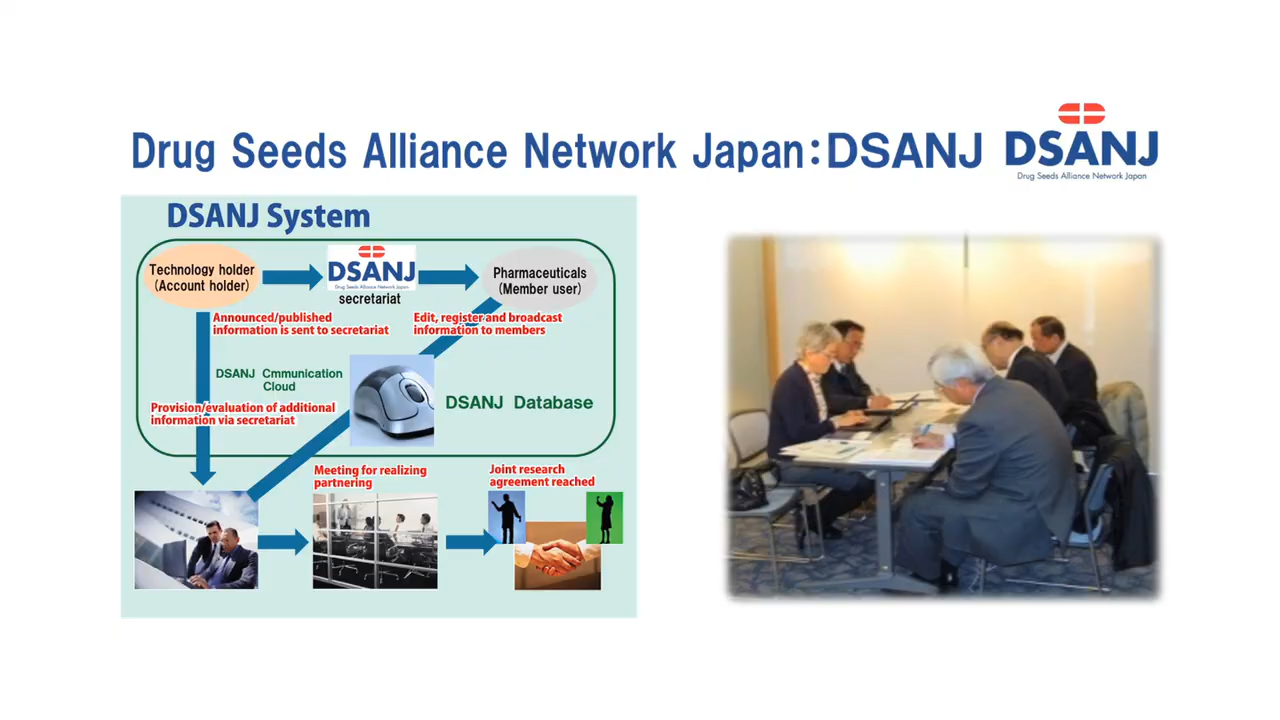 Drug Seeds Alliance Network Japan:DSANJ
DSANJ
Drug Seeds Alliance Network Japan
DSANJ System
Technology holder
(Account holder)
DSANJ
Drug Seeds Alliance Network Japan
secretariat
Pharmaceuticals
(Member user)
Announced/published
information is sent to secretariat
Edit, register and broadcast
information to members
DSANJ Cmmunication
Cloud
DSANJ Database
Provision/evaluation of additional
information via secretariat
Meeting for realizing
partnering
Joint research
agreement reached